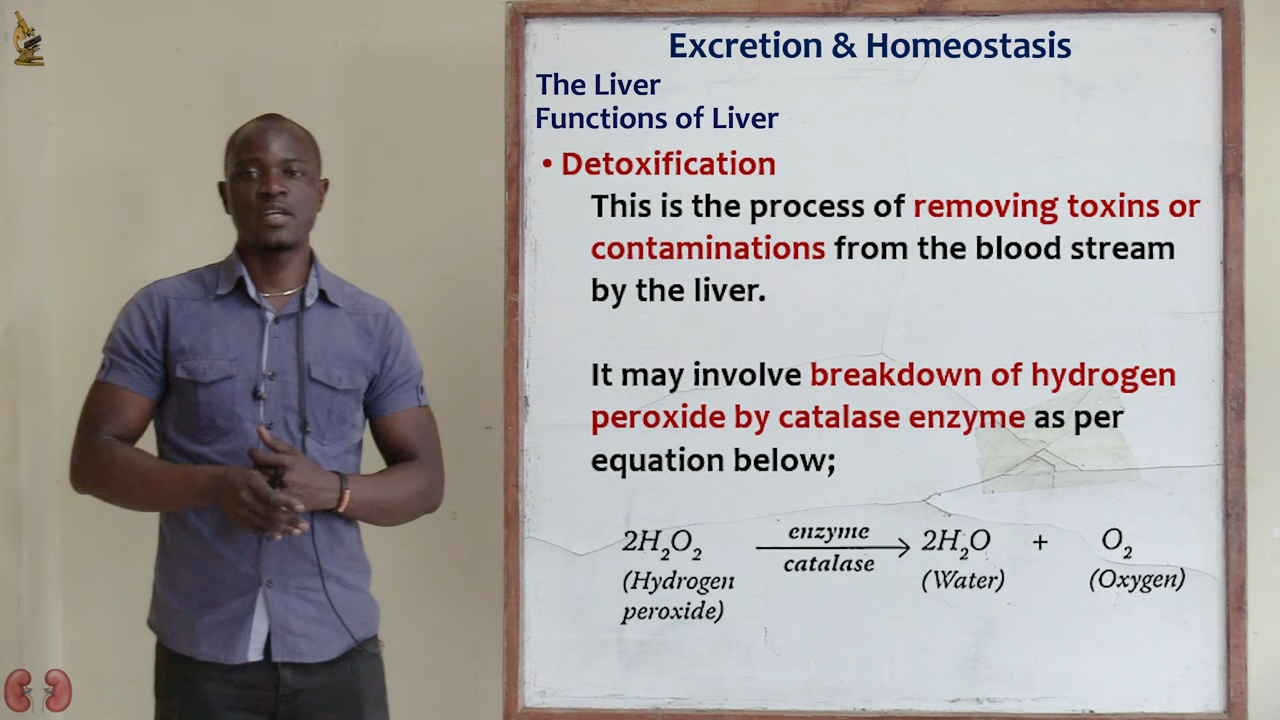 Excretion & Homeostasis
The Liver
Functions of Liver
• Detoxification
This is the process of removing toxins or
contaminations from the blood stream
by the liver.
It may involve breakdown of hydrogen
peroxide by catalase enzyme as per
equation below;
2H₂O₂ enzyme catalase → 2H₂O + O₂
(Hydrogen peroxide) (Water) (Oxygen)